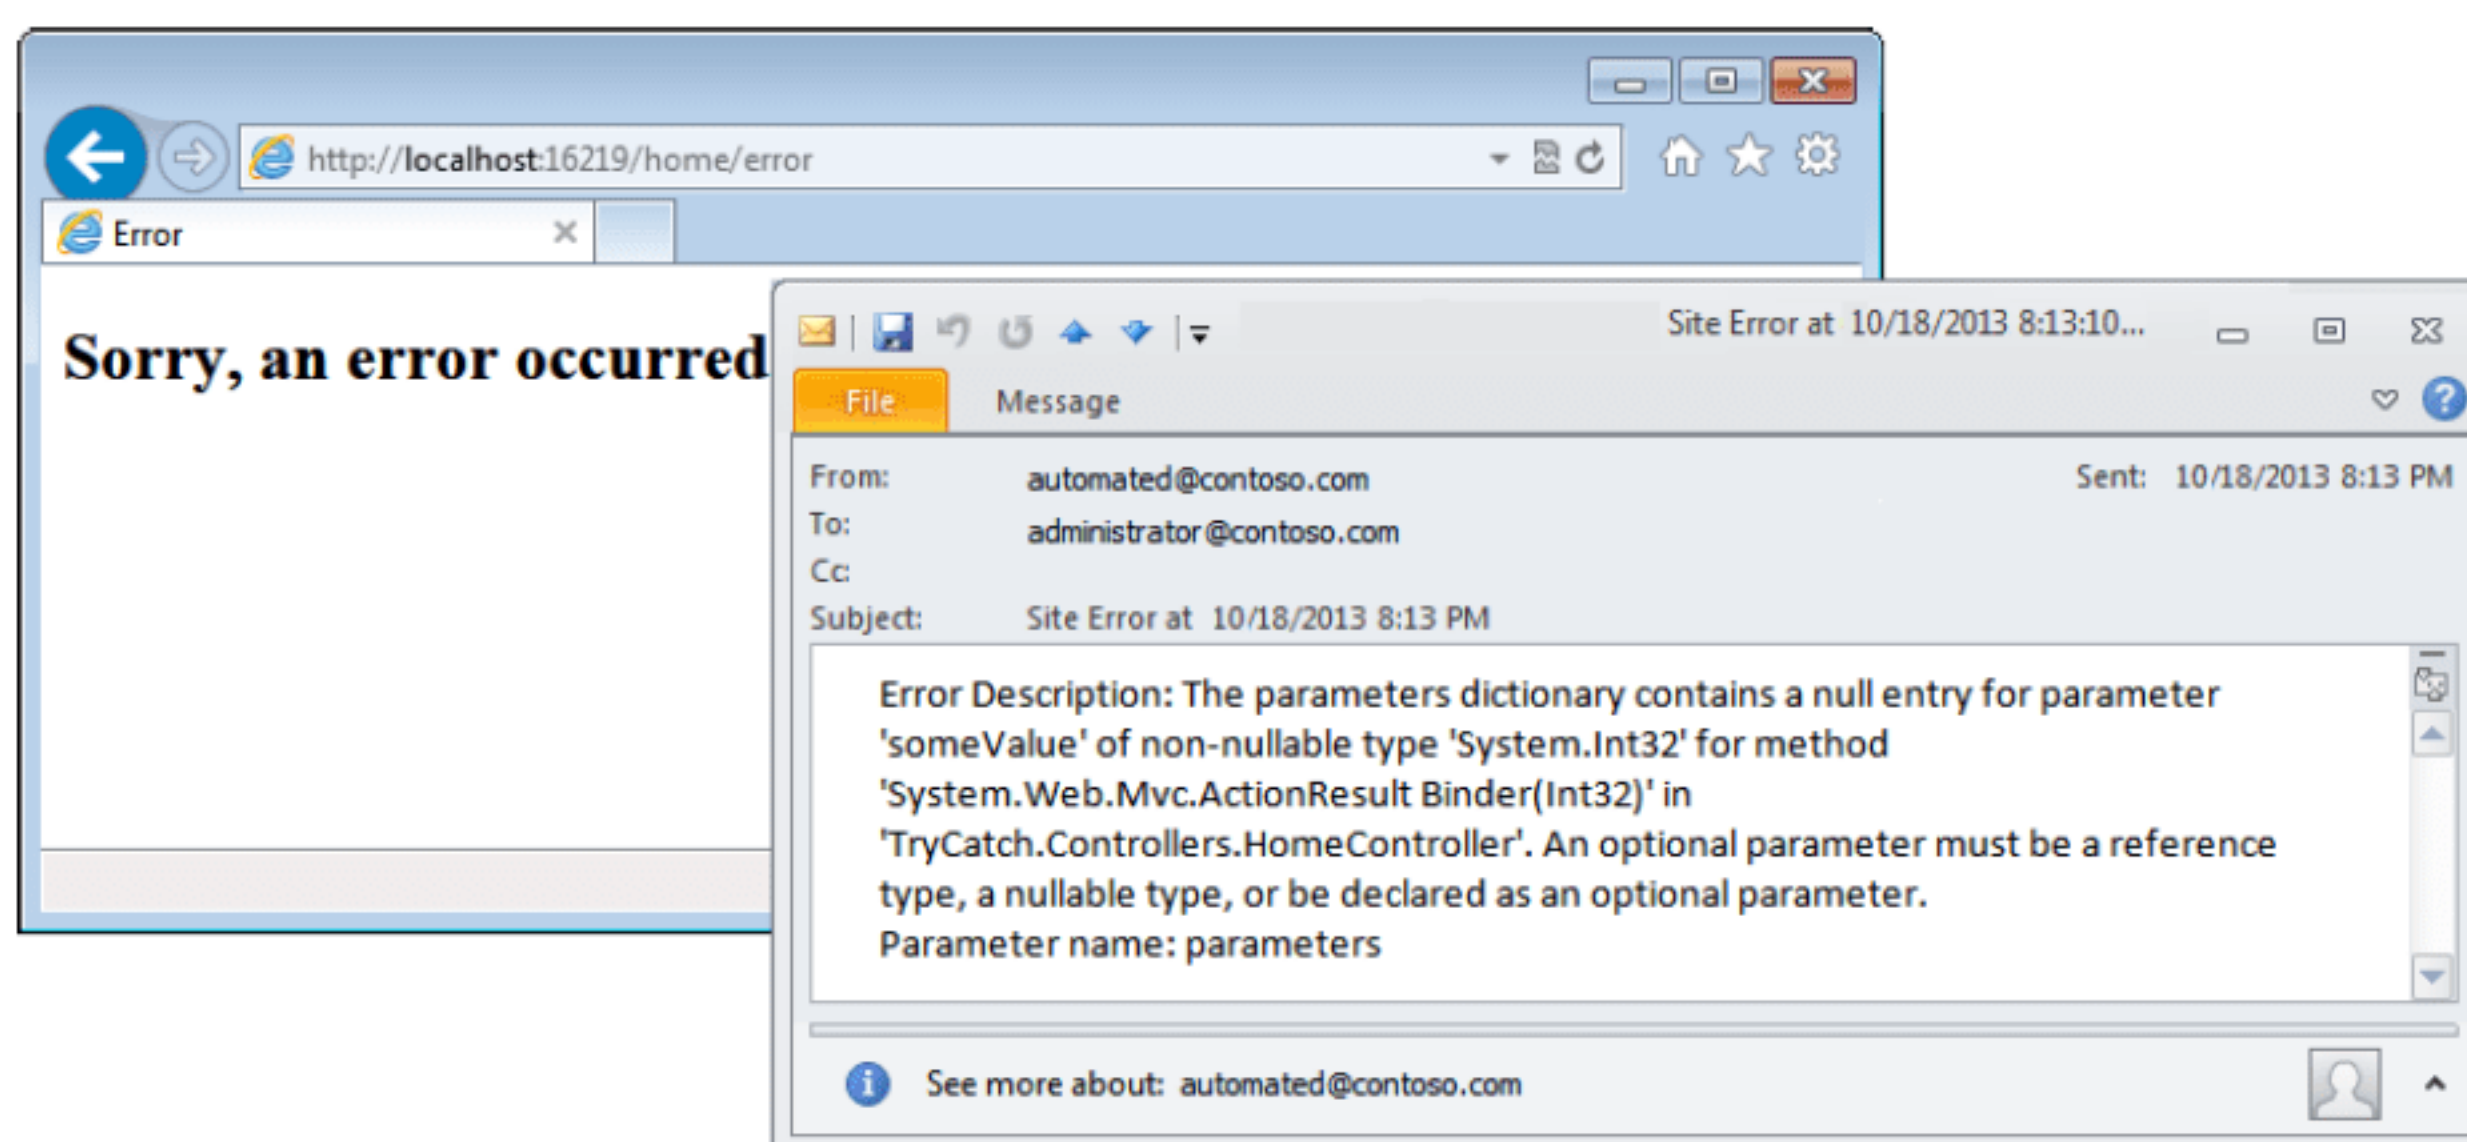 http://localhost:16219/home/error
Error
Sorry, an error occurred
Site Error at 10/18/2013 8:13:10...
File Message
From: automated@contoso.com Sent: 10/18/2013 8:13 PM
To: administrator@contoso.com
Cc:
Subject: Site Error at 10/18/2013 8:13 PM
Error Description: The parameters dictionary contains a null entry for parameter
'someValue' of non-nullable type 'System.Int32' for method
'System.Web.Mvc.ActionResult Binder(Int32)' in
'TryCatch.Controllers.HomeController'. An optional parameter must be a reference
type, a nullable type, or be declared as an optional parameter.
Parameter name: parameters
See more about: automated@contoso.com